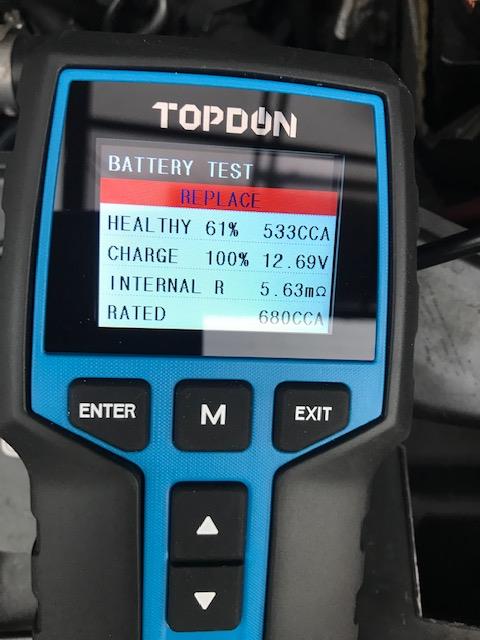 TOPDON
BATTERY TEST
REPLACE
HEALTHY 61% 533CCA
CHARGE 100% 12.69V
INTERNAL R 5.63mΩ
RATED 680CCA
ENTER M EXIT
▲
▼